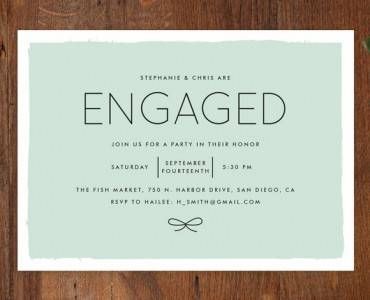 STEPHANIE & CHRIS ARE
ENGAGED
JOIN US FOR A PARTY IN THEIR HONOR
SATURDAY | SEPTEMBER FOURTEENTH | 5:30 PM
THE FISH MARKET, 750 N. HARBOR DRIVE, SAN DIEGO, CA
RSVP TO HAILEE: H_SMITH@GMAIL.COM